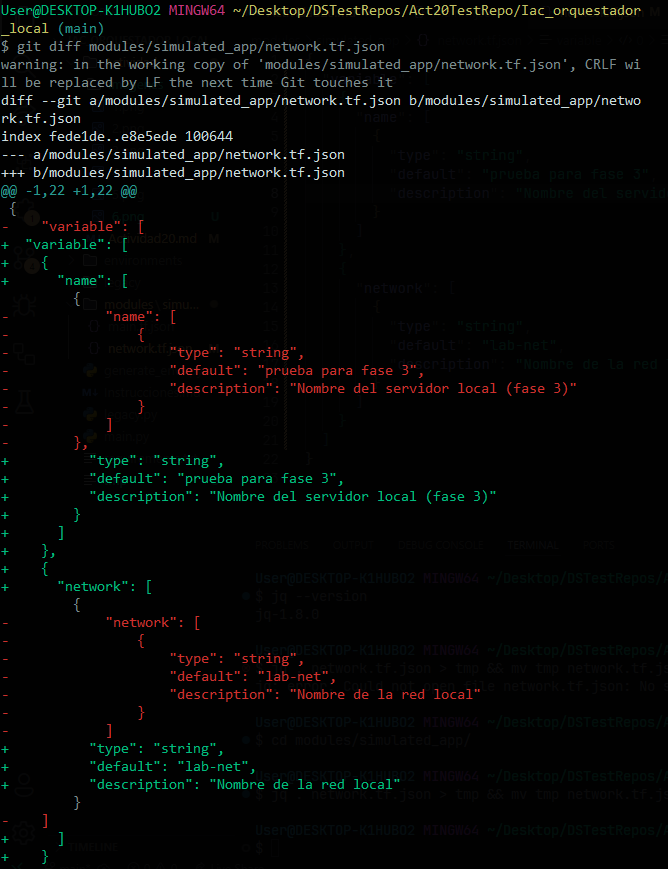 User@DESKTOP-K1HUBO2 MINGW64 ~/Desktop/DSTestRepos/Act20TestRepo/Iac_orquestador
_local (main)
$ git diff modules/simulated_app/network.tf.json
warning: in the working copy of 'modules/simulated_app/network.tf.json', CRLF wi
ll be replaced by LF the next time Git touches it
diff --git a/modules/simulated_app/network.tf.json b/modules/simulated_app/netwo
rk.tf.json
index fede1de..e8e5ede 100644
--- a/modules/simulated_app/network.tf.json
+++ b/modules/simulated_app/network.tf.json
@@ -1,22 +1,22 @@
 {
-    "variable": [
+  "variable": [
+    {
+      "name": [
         {
-            "name": [
-                {
-                    "type": "string",
-                    "default": "prueba para fase 3",
-                    "description": "Nombre del servidor local (fase 3)"
-                }
-            ]
-        },
+          "type": "string",
+          "default": "prueba para fase 3",
+          "description": "Nombre del servidor local (fase 3)"
+        }
+      ]
+    },
+    {
+      "network": [
         {
-            "network": [
-                {
-                    "type": "string",
-                    "default": "lab-net",
-                    "description": "Nombre de la red local"
-                }
-            ]
+          "type": "string",
+          "default": "lab-net",
+          "description": "Nombre de la red local"
         }
-    ]
+      ]
+    }